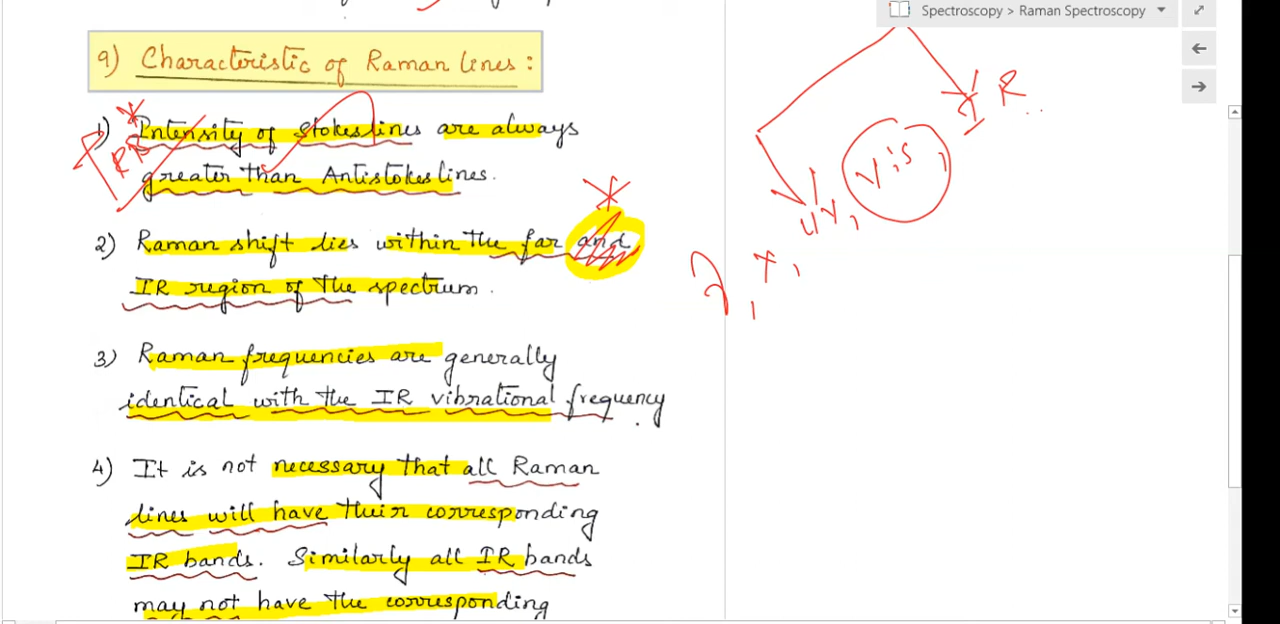 Spectroscopy > Raman Spectroscopy
9) Characteristic of Raman lines :
1) Intensity of Stokes lines are always
greater than Antistokes lines.
2) Raman shift lies within the far and
IR region of the spectrum.
3) Raman frequencies are generally
identical with the IR vibrational frequency.
4) It is not necessary that all Raman
lines will have their corresponding
IR bands. Similarly all IR bands
may not have the corresponding
IR
Vis,
UV,
x,